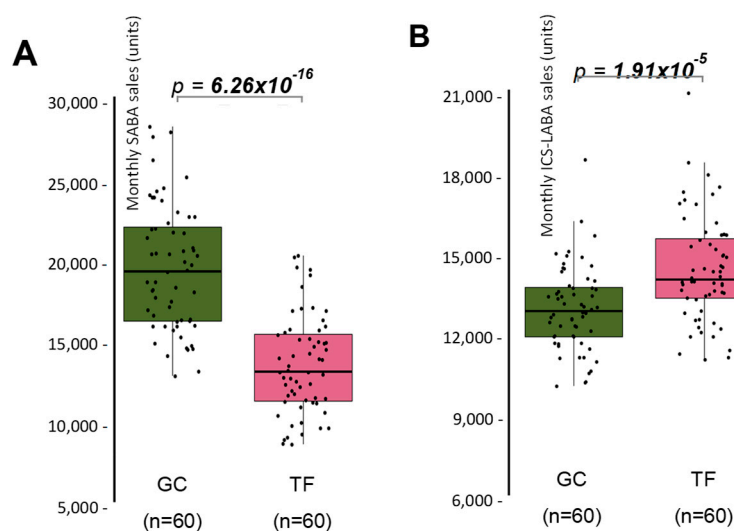 A
Monthly SABA sales (units)
p = 6.26x10-16
30,000 -
25,000 -
20,000 -
15,000 -
10,000 -
5,000 -
GC
TF
(n=60)
(n=60)
B
Monthly ICS-LABA sales (units)
p = 1.91x10-5
21,000 -
18,000 -
15,000 -
12,000 -
9,000 -
6,000 -
GC
TF
(n=60)
(n=60)